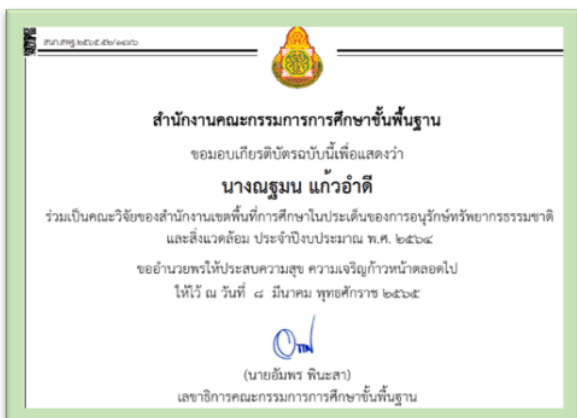 สำนักงานคณะกรรมการการศึกษาขั้นพื้นฐาน
ขอมอบเกียรติบัตรฉบับนี้เพื่อแสดงว่า
นางณฐมน แก้วอำดี
ร่วมเป็นคณะวิจัยของสำนักงานเขตพื้นที่การศึกษาในประเด็นของการอนุรักษ์ทรัพยากรธรรมชาติ
และสิ่งแวดล้อม ประจำปีงบประมาณ พ.ศ. ๒๕๖๔
ขออำนวยพรให้ประสบความสุข ความเจริญก้าวหน้าตลอดไป
ให้ไว้ ณ วันที่ ๘ มีนาคม พุทธศักราช ๒๕๖๕
(นายอัมพร พินะสา)
เลขาธิการคณะกรรมการการศึกษาขั้นพื้นฐาน